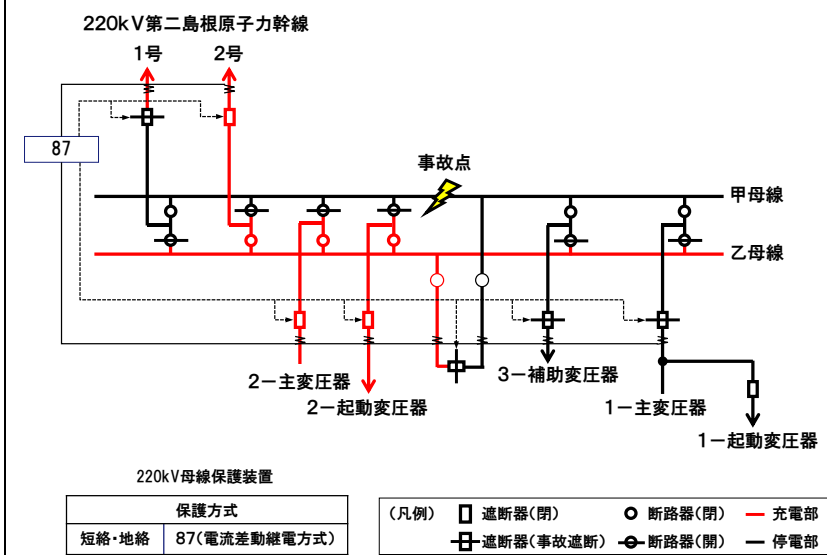 220kV第二島根原子力幹線
1号 2号
87
事故点
甲母線
乙母線
2－主変圧器
2－起動変圧器
3－補助変圧器
1－主変圧器
1－起動変圧器
220kV母線保護装置
保護方式
短絡・地絡 87(電流差動継電方式)
(凡例) 遮断器(閉) 断路器(閉) 充電部
遮断器(事故遮断) 断路器(開) 停電部